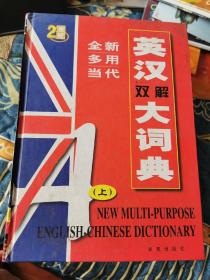 全新
多用
当代
英汉
双解
大词典
(上)
NEW MULTI-PURPOSE
ENGLISH-CHINESE DICTIONARY